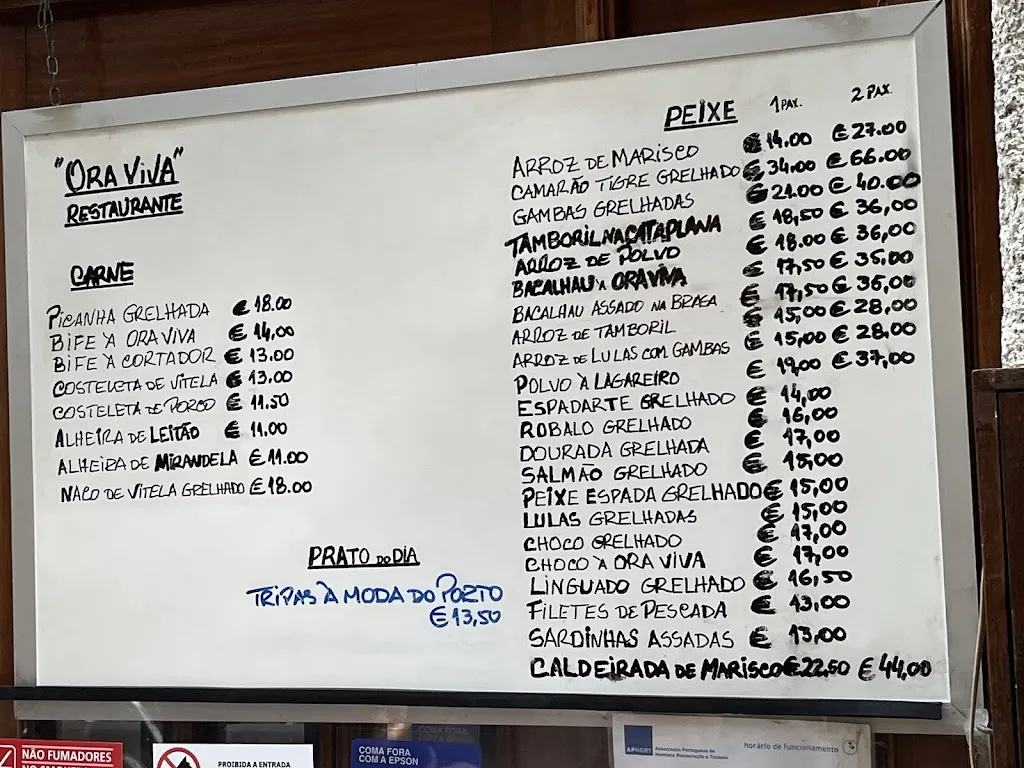 "ORA VIVA"
RESTAURANTE
CARNE
PICANHA GRELHADA € 18.00
BIFE À ORA VIVA € 14,00
BIFE À CORTADOR € 13.00
COSTELETA DE VITELA € 13.00
COSTELETA DE PORCO € 11.50
ALHEIRA DE LEITÃO € 11.00
ALHEIRA DE MIRANDELA € 11.00
NACO DE VITELA GRELHADO € 18.00
PRATO DO DIA
TRIPAS À MODA DO PORTO
€ 13,50
PEIXE 1 PAX. 2 PAX.
ARROZ DE MARISCO € 14.00 € 27.00
CAMARÃO TIGRE GRELHADO € 34.00 € 66.00
GAMBAS GRELHADAS € 21.00 € 40.00
TAMBORIL NA CATAPLANA € 18,50 € 36,00
ARROZ DE POLVO € 18.00 € 36,00
BACALHAU À ORA VIVA € 17,50 € 35.00
BACALHAU ASSADO NA BRASA € 17,50 € 35,00
ARROZ DE TAMBORIL € 15,00 € 28,00
ARROZ DE LULAS COM GAMBAS € 15,00 € 28,00
POLVO À LAGAREIRO € 19,00 € 37,00
ESPADARTE GRELHADO € 14,00
ROBALO GRELHADO € 16,00
DOURADA GRELHADA € 17,00
SALMÃO GRELHADO € 15,00
PEIXE ESPADA GRELHADO € 15,00
LULAS GRELHADAS € 15,00
CHOCO GRELHADO € 17,00
CHOCO À ORA VIVA € 17,00
LINGUADO GRELHADO € 16,50
FILETES DE PESCADA € 13,00
SARDINHAS ASSADAS € 13,00
CALDEIRADA DE MARISCO € 22,50 € 44,00
NÃO FUMADORES
PROIBIDA A ENTRADA
COMA FORA
COM A EPSON
APHORT
Associação Portuguesa de
Hotelaria Restauração e Turismo
horário de funcionamento